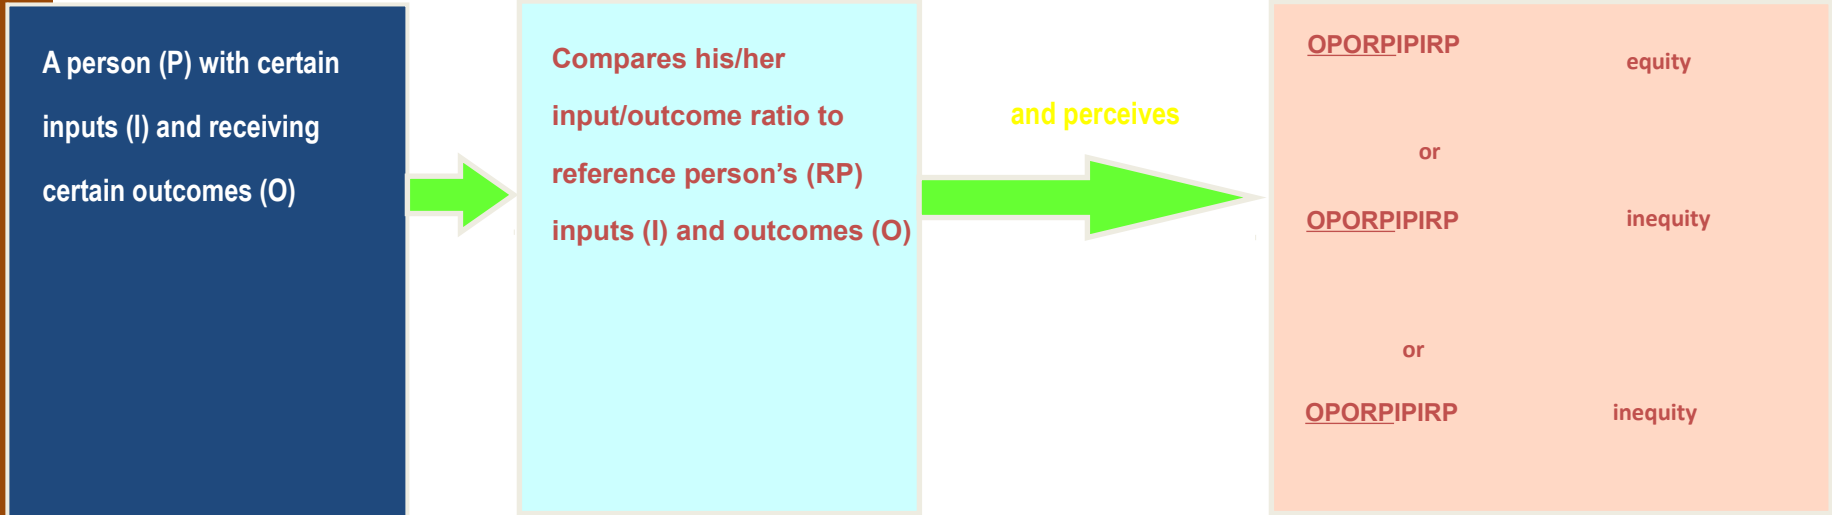 A person (P) with certain
inputs (I) and receiving
certain outcomes (O)
Compares his/her
input/outcome ratio to
reference person's (RP)
inputs (I) and outcomes (O)
and perceives
OPORPIPIRP
equity
or
OPORPIPIRP
inequity
or
OPORPIPIRP
inequity